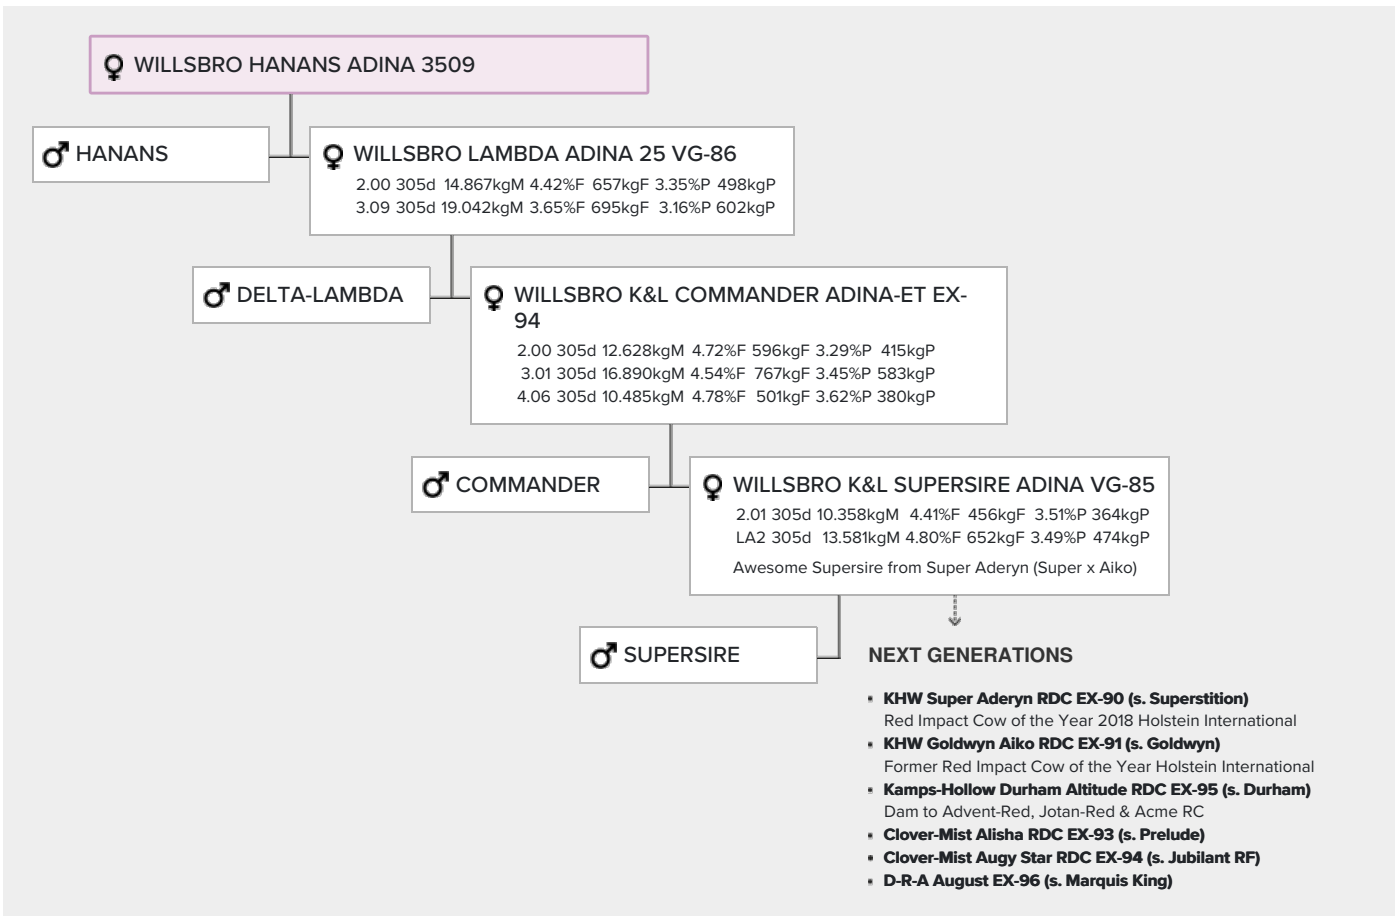 WILLSBRO HANANS ADINA 3509
HANANS
WILLSBRO LAMBDA ADINA 25 VG-86
2.00 305d 14.867kgM 4.42%F 657kgF 3.35%P 498kgP
3.09 305d 19.042kgM 3.65%F 695kgF 3.16%P 602kgP
DELTA-LAMBDA
WILLSBRO K&L COMMANDER ADINA-ET EX-
94
2.00 305d 12.628kgM 4.72%F 596kgF 3.29%P 415kgP
3.01 305d 16.890kgM 4.54%F 767kgF 3.45%P 583kgP
4.06 305d 10.485kgM 4.78%F 501kgF 3.62%P 380kgP
COMMANDER
WILLSBRO K&L SUPERSIRE ADINA VG-85
2.01 305d 10.358kgM 4.41%F 456kgF 3.51%P 364kgP
LA2 305d 13.581kgM 4.80%F 652kgF 3.49%P 474kgP
Awesome Supersire from Super Aderyn (Super x Aiko)
SUPERSIRE
NEXT GENERATIONS
▪ KHW Super Aderyn RDC EX-90 (s. Superstition)
Red Impact Cow of the Year 2018 Holstein International
▪ KHW Goldwyn Aiko RDC EX-91 (s. Goldwyn)
Former Red Impact Cow of the Year Holstein International
▪ Kamps-Hollow Durham Altitude RDC EX-95 (s. Durham)
Dam to Advent-Red, Jotan-Red & Acme RC
▪ Clover-Mist Alisha RDC EX-93 (s. Prelude)
▪ Clover-Mist Augy Star RDC EX-94 (s. Jubilant RF)
▪ D-R-A August EX-96 (s. Marquis King)